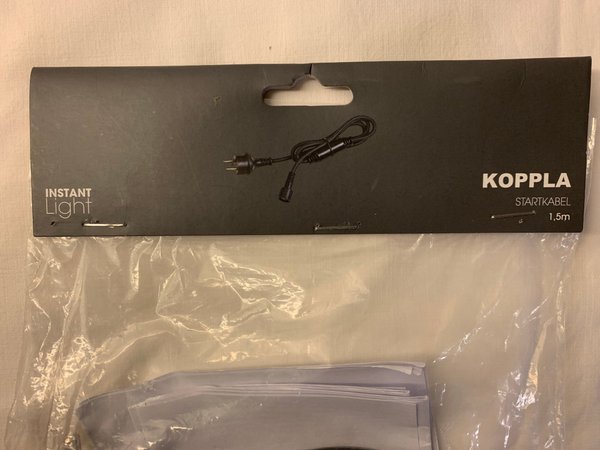 INSTANT
Light
KOPPLA
STARTKABEL
1,5m